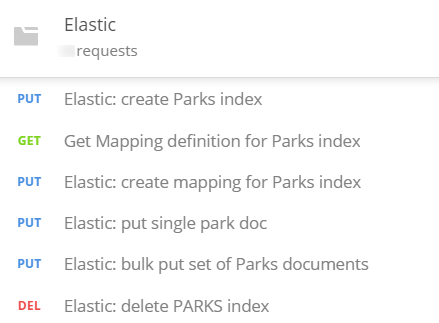 Elastic
requests
PUT Elastic: create Parks index
GET Get Mapping definition for Parks index
PUT Elastic: create mapping for Parks index
PUT Elastic: put single park doc
PUT Elastic: bulk put set of Parks documents
DEL Elastic: delete PARKS index